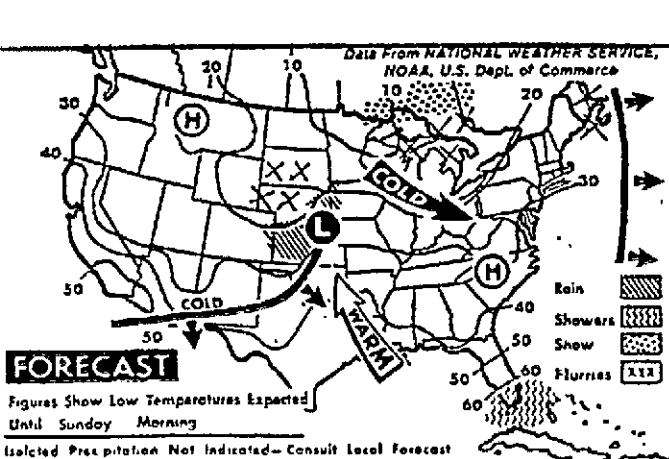 Data From NATIONAL WEATHER SERVICE,
NOAA, U.S. Dept. of Commerce
20
10
10
20
30
40
30
H
COLD
L
H
50
COLD
50
WARM
40
50
60
50
60
Rain
Showers
Snow
Flurries
FORECAST
Figures Show Low Temperatures Expected
Until Sunday Morning
Isolated Precipitation Not Indicated— Consult Local Forecast